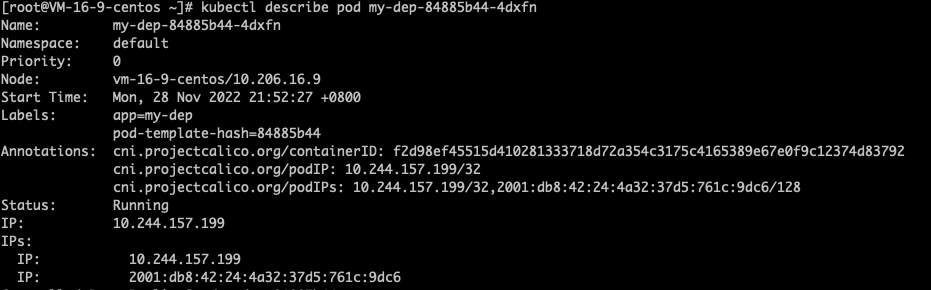 [root@VM-16-9-centos ~]# kubectl describe pod my-dep-84885b44-4dxfn
Name:         my-dep-84885b44-4dxfn
Namespace:    default
Priority:     0
Node:         vm-16-9-centos/10.206.16.9
Start Time:   Mon, 28 Nov 2022 21:52:27 +0800
Labels:       app=my-dep
              pod-template-hash=84885b44
Annotations:  cni.projectcalico.org/containerID: f2d98ef45515d410281333718d72a354c3175c4165389e67e0f9c12374d83792
              cni.projectcalico.org/podIP: 10.244.157.199/32
              cni.projectcalico.org/podIPs: 10.244.157.199/32,2001:db8:42:24:4a32:37d5:761c:9dc6/128
Status:       Running
IP:           10.244.157.199
IPs:
  IP:           10.244.157.199
  IP:           2001:db8:42:24:4a32:37d5:761c:9dc6